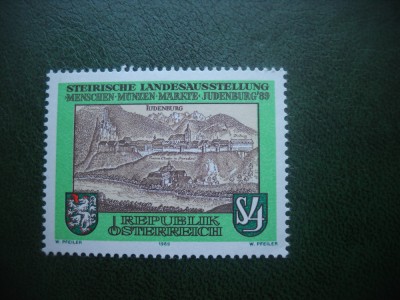 STEIRISCHE LANDESAUSSTELLUNG
·MENSCHEN·MÜNZEN·MÄRKTE·JUDENBURG'89
JUDENBURG
S4
REPUBLIK
ÖSTERREICH
W. PFEILER
1989
W. PFEILER